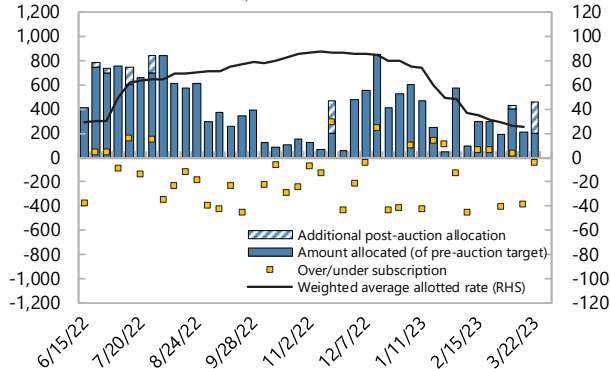 1,200 120
1,000 100
800 80
600 60
400 40
200 20
0 0
-200 -20
-400 -40
-600 -60
-800 -80
-1,000 -100
-1,200 -120
Additional post-auction allocation
Amount allocated (of pre-auction target)
Over/under subscription
Weighted average allotted rate (RHS)
6/15/22 7/20/22 8/24/22 9/28/22 11/2/22 12/7/22 1/11/23 2/15/23 3/22/23